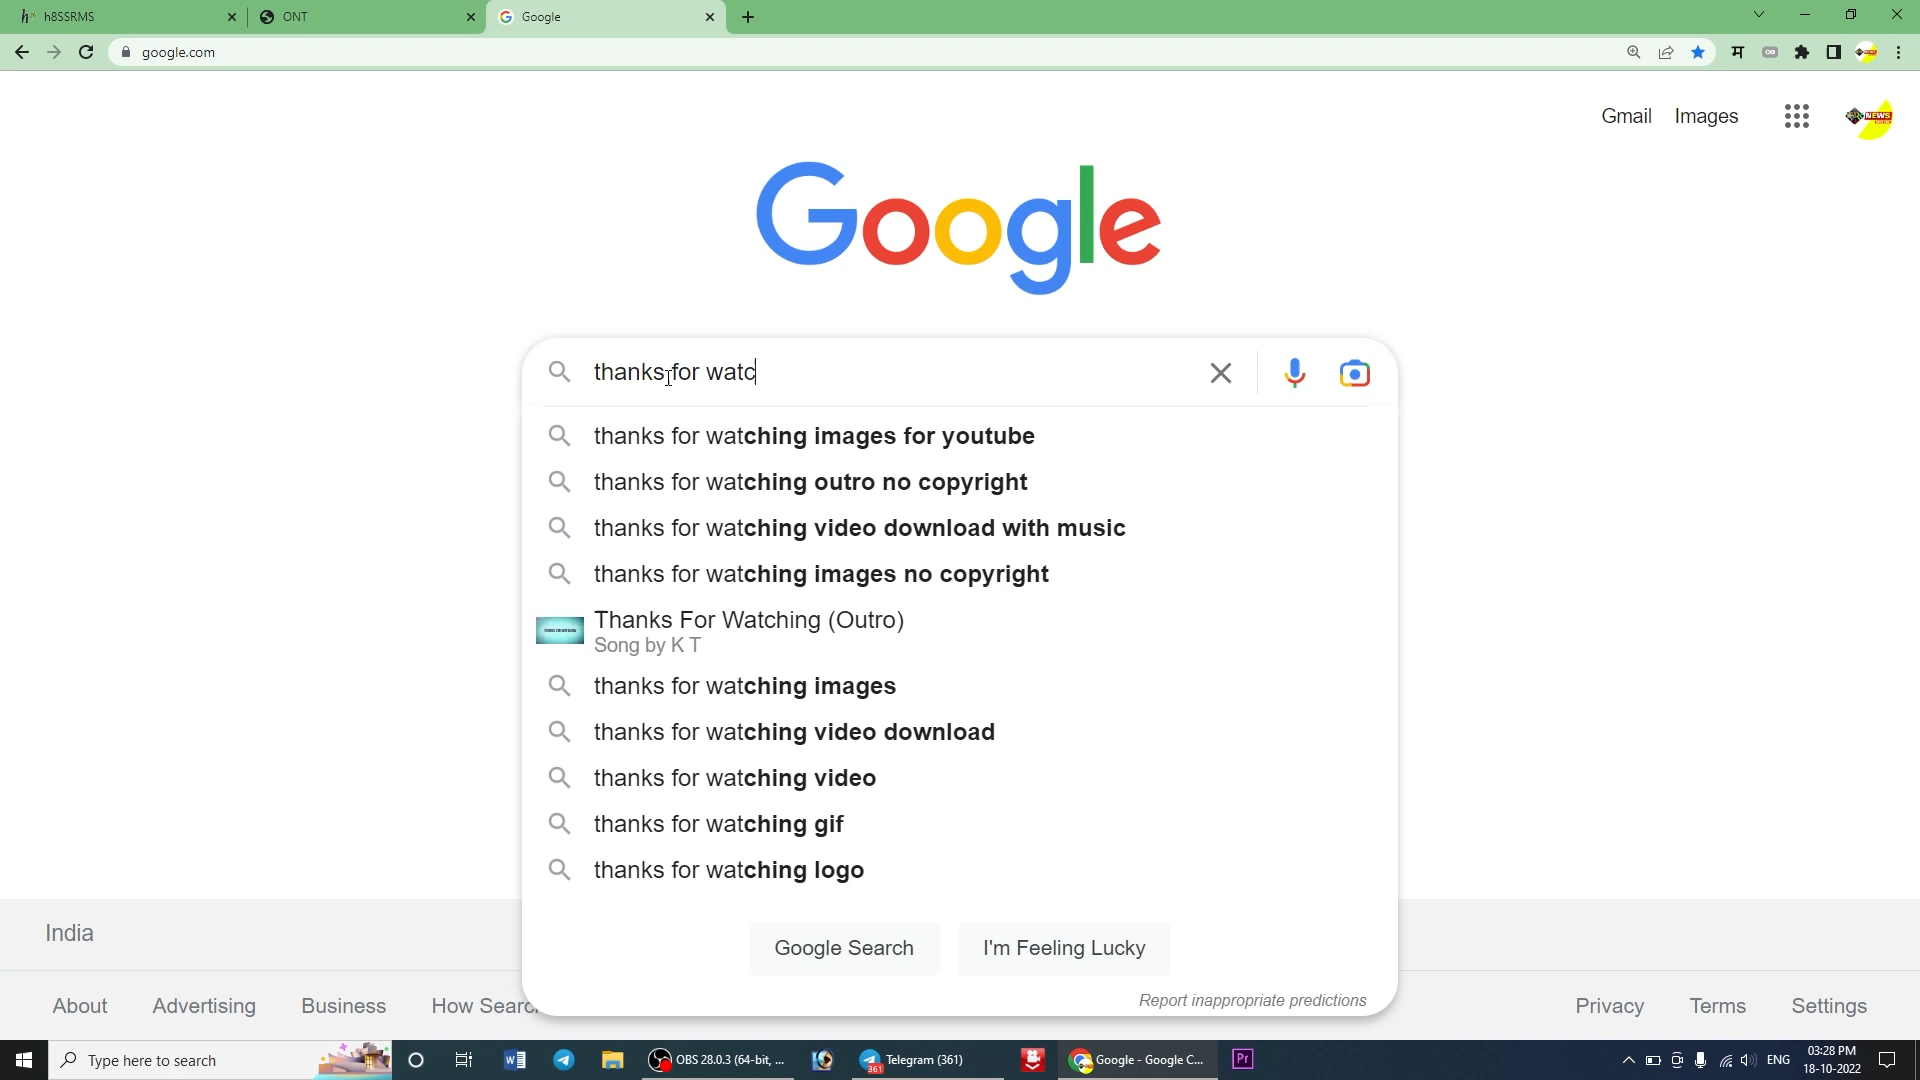 h8SSRMS
ONT
Google
google.com
Gmail Images
NEWS
Google
thanks for watc
thanks for watching images for youtube
thanks for watching outro no copyright
thanks for watching video download with music
thanks for watching images no copyright
Thanks For Watching (Outro)
Song by K T
thanks for watching images
thanks for watching video download
thanks for watching video
thanks for watching gif
thanks for watching logo
Google Search I'm Feeling Lucky
Report inappropriate predictions
India
About Advertising Business How Searc Privacy Terms Settings
Type here to search
OBS 28.0.3 (64-bit, ...
Telegram (361)
361
Google - Google C...
Pr
ENG
03:28 PM
18-10-2022